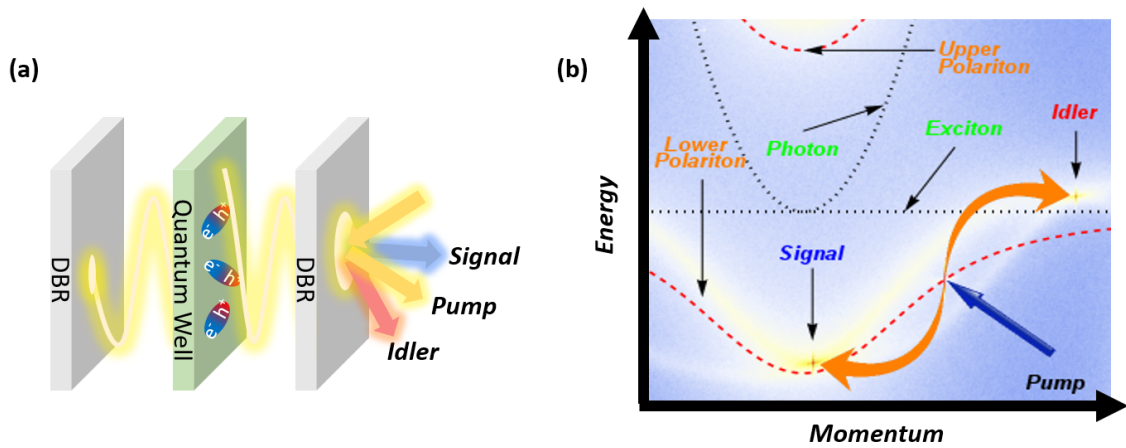 (a)
DBR
Quantum Well
e- h+
e- h+
e- h+
DBR
Signal
Pump
Idler
(b)
Energy
Upper
Polariton
Idler
Exciton
Photon
Lower
Polariton
Signal
Pump
Momentum